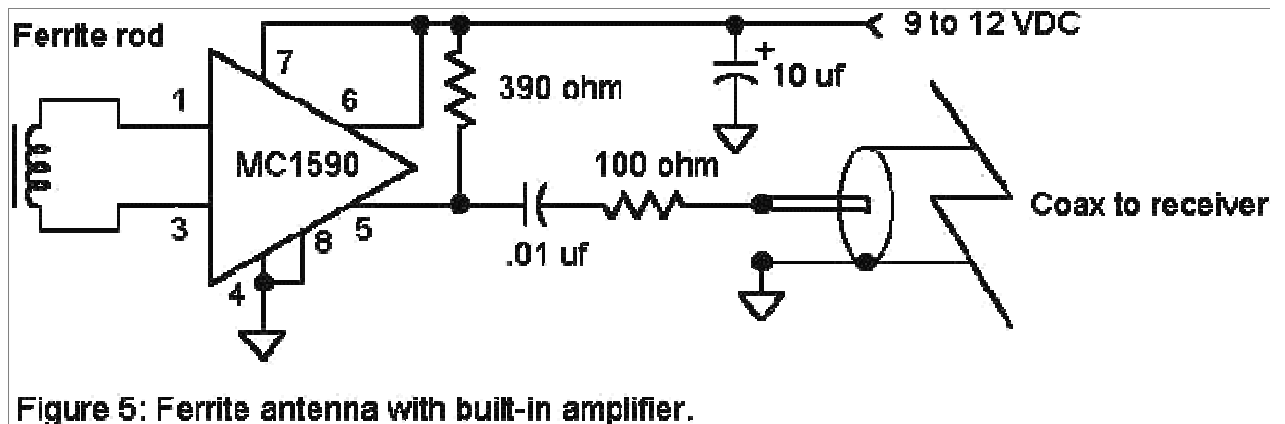 Ferrite rod
9 to 12 VDC
7
6
390 ohm
+
10 uf
1
MC1590
100 ohm
3
8
5
.01 uf
Coax to receiver
4
Figure 5: Ferrite antenna with built-in amplifier.